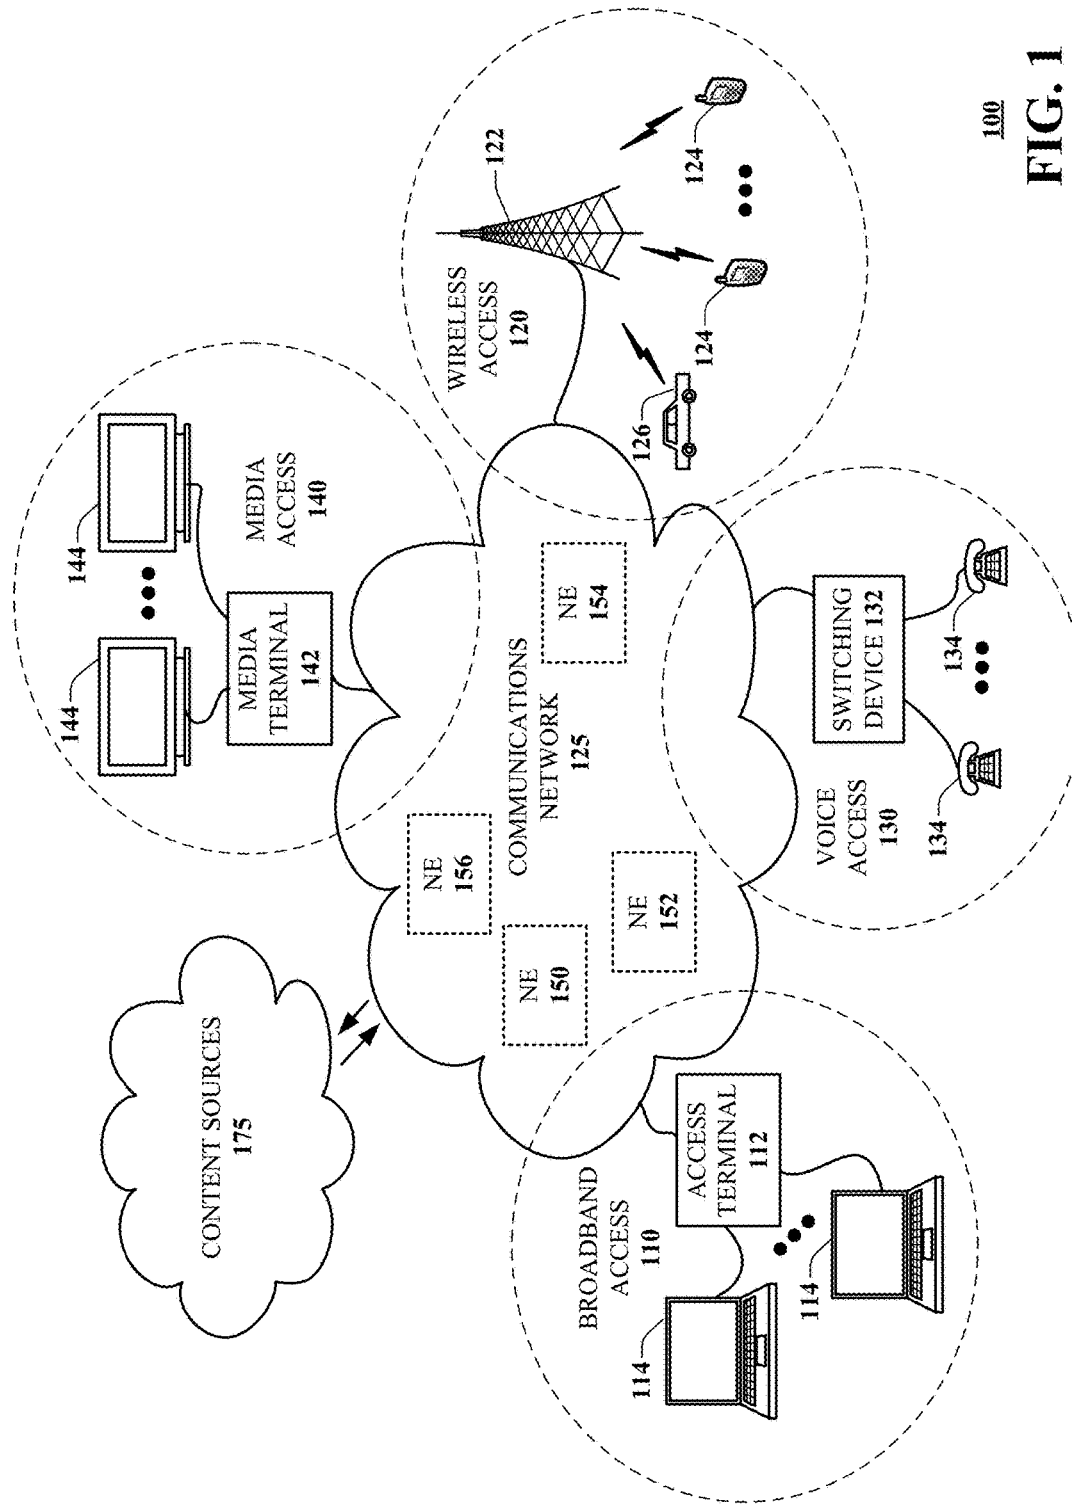 CONTENT SOURCES
175
144
144
MEDIA
TERMINAL
142
MEDIA
ACCESS
140
WIRELESS
ACCESS
120
122
124
124
126
NE
156
NE
150
NE
152
NE
154
COMMUNICATIONS
NETWORK
125
BROADBAND
ACCESS
110
ACCESS
TERMINAL
112
114
114
VOICE
ACCESS
130
SWITCHING
DEVICE 132
134
134
100
FIG. 1